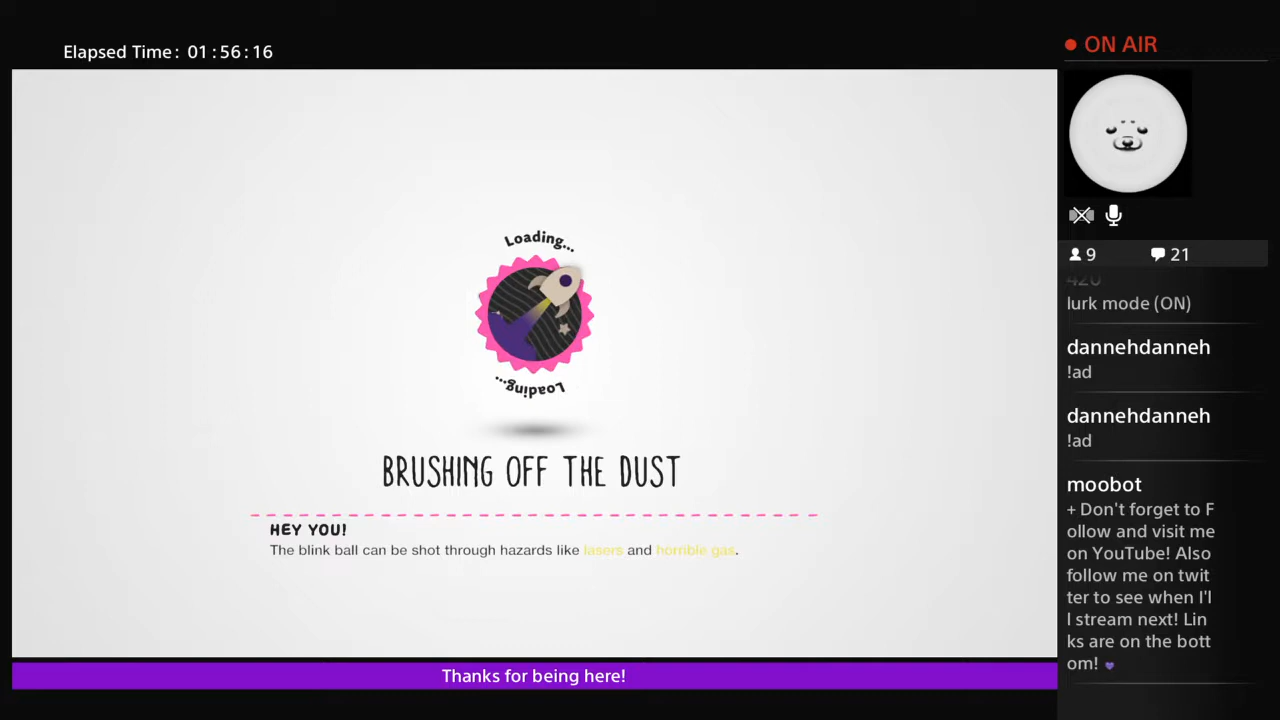 Elapsed Time: 01:56:16
ON AIR
9 21
420
lurk mode (ON)
dannehdanneh
!ad
dannehdanneh
!ad
moobot
+ Don't forget to F
ollow and visit me
on YouTube! Also
follow me on twit
ter to see when I'l
l stream next! Lin
ks are on the bott
om!
Loading...
Loading...
BRUSHING OFF THE DUST
HEY YOU!
The blink ball can be shot through hazards like lasers and horrible gas.
Thanks for being here!